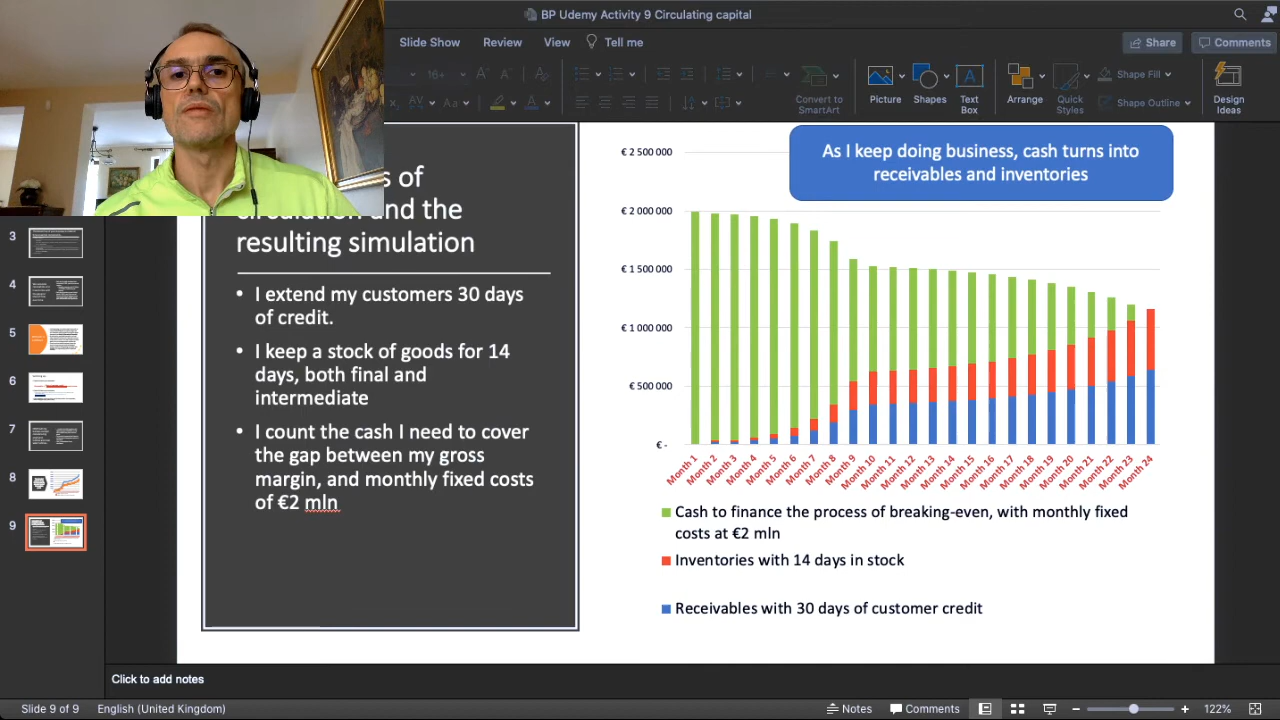 BP Udemy Activity 9 Circulating capital
Slide Show
Review
View
Tell me
Share
Comments
16+
Aa
Convert to
SmartArt
Picture
Shapes
Text
Box
Arrange
Quick
Styles
Shape Fill
Shape Outline
Design
Ideas
3
4
5
6
7
8
9
s of
and the
resulting simulation
• I extend my customers 30 days
of credit.
• I keep a stock of goods for 14
days, both final and
intermediate
• I count the cash I need to cover
the gap between my gross
margin, and monthly fixed costs
of €2 mln
As I keep doing business, cash turns into
receivables and inventories
€ 2 500 000
€ 2 000 000
€ 1 500 000
€ 1 000 000
€ 500 000
€ -
Month 1
Month 2
Month 3
Month 4
Month 5
Month 6
Month 7
Month 8
Month 9
Month 10
Month 11
Month 12
Month 13
Month 14
Month 15
Month 16
Month 17
Month 18
Month 19
Month 20
Month 21
Month 22
Month 23
Month 24
Cash to finance the process of breaking-even, with monthly fixed
costs at €2 mln
Inventories with 14 days in stock
Receivables with 30 days of customer credit
Click to add notes
Slide 9 of 9
English (United Kingdom)
Notes
Comments
122%